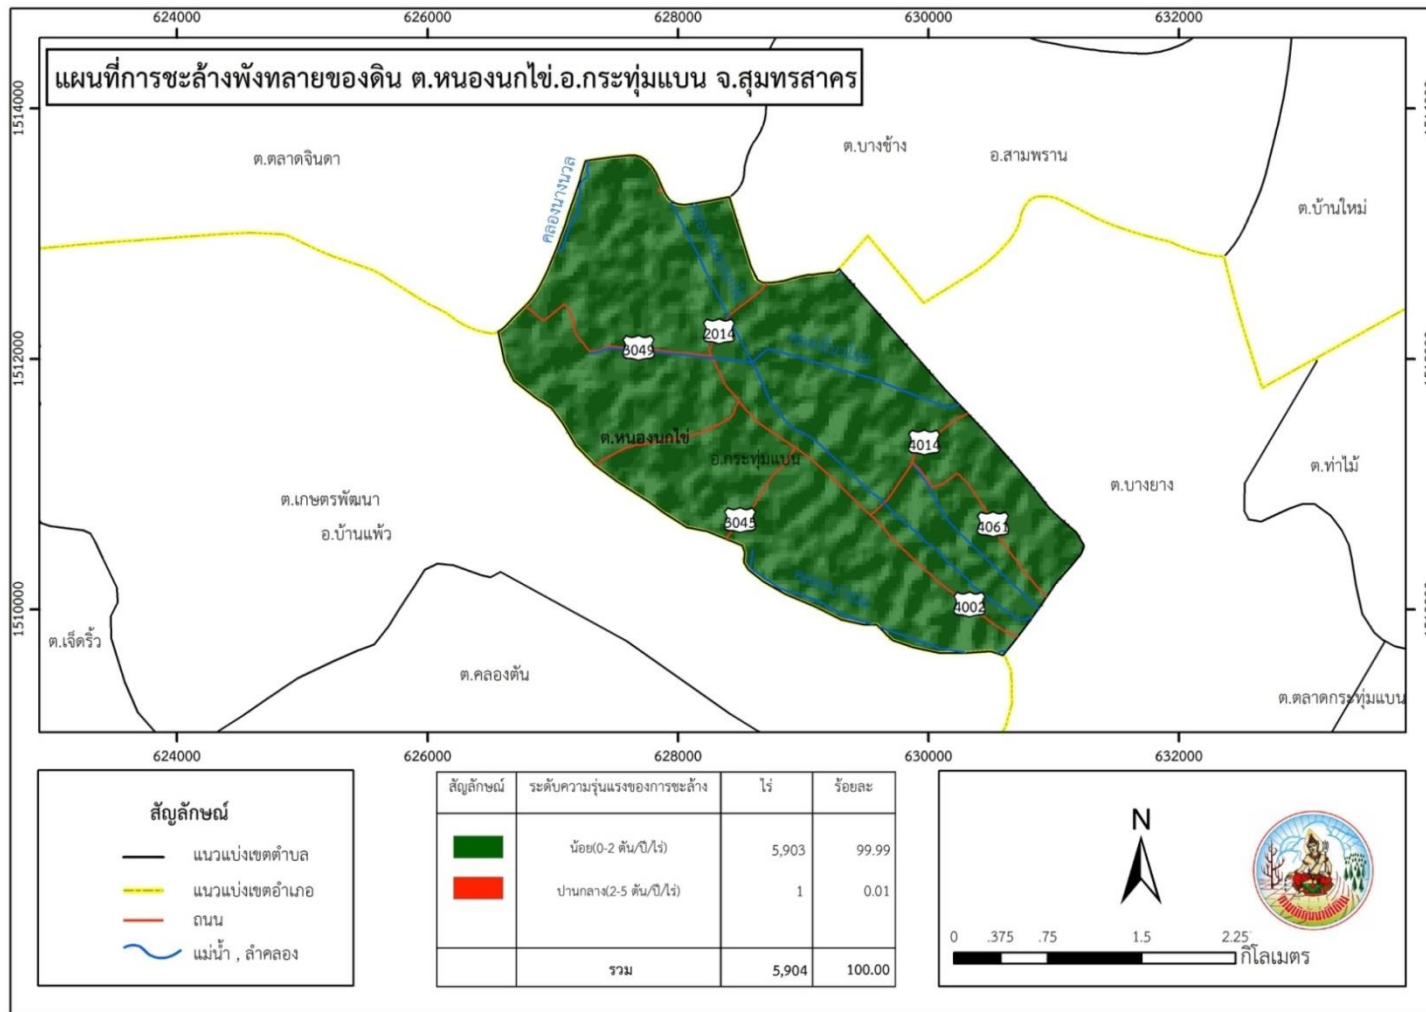 624000 626000 628000 630000 632000
แผนที่การชะล้างพังทลายของดิน ต.หนองนกไข่.อ.กระทุ่มแบน จ.สุมทรสาคร
1514000
ต.ตลาดจินดา
ต.บางช้าง
อ.สามพราน
ต.บ้านใหม่
คลองนางนวล
1512000
2014
3049
ต.หนองนกไข่
อ.กระทุ่มแบน
4014
ต.บางยาง
ต.ท่าไม้
ต.เกษตรพัฒนา
อ.บ้านแพ้ว
3045
4061
1510000
4002
ต.เจ็ดริ้ว
ต.คลองตัน
ต.ตลาดกระทุ่มแบน
624000 626000 628000 630000 632000
สัญลักษณ์
แนวแบ่งเขตตำบล
แนวแบ่งเขตอำเภอ
ถนน
แม่น้ำ , ลำคลอง
สัญลักษณ์ ระดับความรุ่นแรงของการชะล้าง ไร่ ร้อยละ
น้อย(0-2 ตัน/ปี/ไร่) 5,903 99.99
ปานกลาง(2-5 ตัน/ปี/ไร่) 1 0.01
รวม 5,904 100.00
N
0 .375 .75 1.5 2.25
กิโลเมตร
กรมพัฒนาที่ดิน